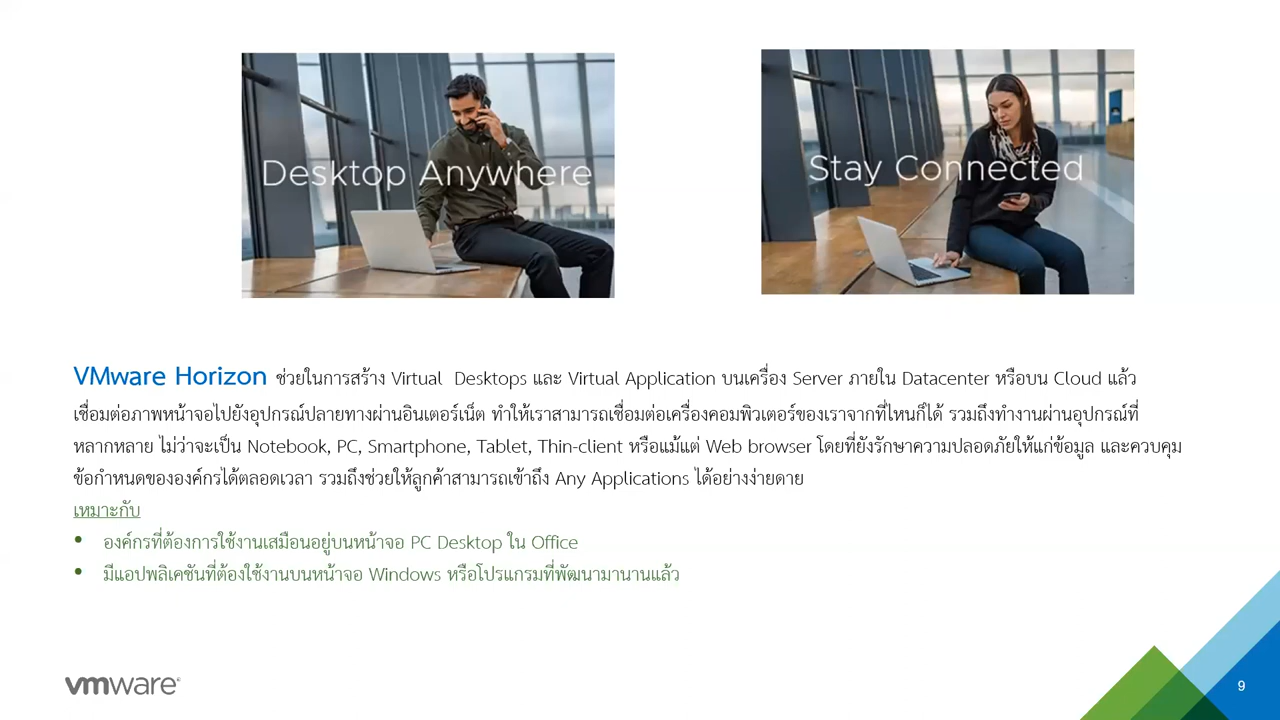 Desktop Anywhere
Stay Connected
VMware Horizon ช่วยในการสร้าง Virtual Desktops และ Virtual Application บนเครื่อง Server ภายใน Datacenter หรือบน Cloud แล้ว
เชื่อมต่อภาพหน้าจอไปยังอุปกรณ์ปลายทางผ่านอินเตอร์เน็ต ทำให้เราสามารถเชื่อมต่อเครื่องคอมพิวเตอร์ของเราจากที่ไหนก็ได้ รวมถึงทำงานผ่านอุปกรณ์ที่
หลากหลาย ไม่ว่าจะเป็น Notebook, PC, Smartphone, Tablet, Thin-client หรือแม้แต่ Web browser โดยที่ยังรักษาความปลอดภัยให้แก่ข้อมูล และควบคุม
ข้อกำหนดขององค์กรได้ตลอดเวลา รวมถึงช่วยให้ลูกค้าสามารถเข้าถึง Any Applications ได้อย่างง่ายดาย
เหมาะกับ
• องค์กรที่ต้องการใช้งานเสมือนอยู่บนหน้าจอ PC Desktop ใน Office
• มีแอปพลิเคชันที่ต้องใช้งานบนหน้าจอ Windows หรือโปรแกรมที่พัฒนามานานแล้ว
vmware®
9